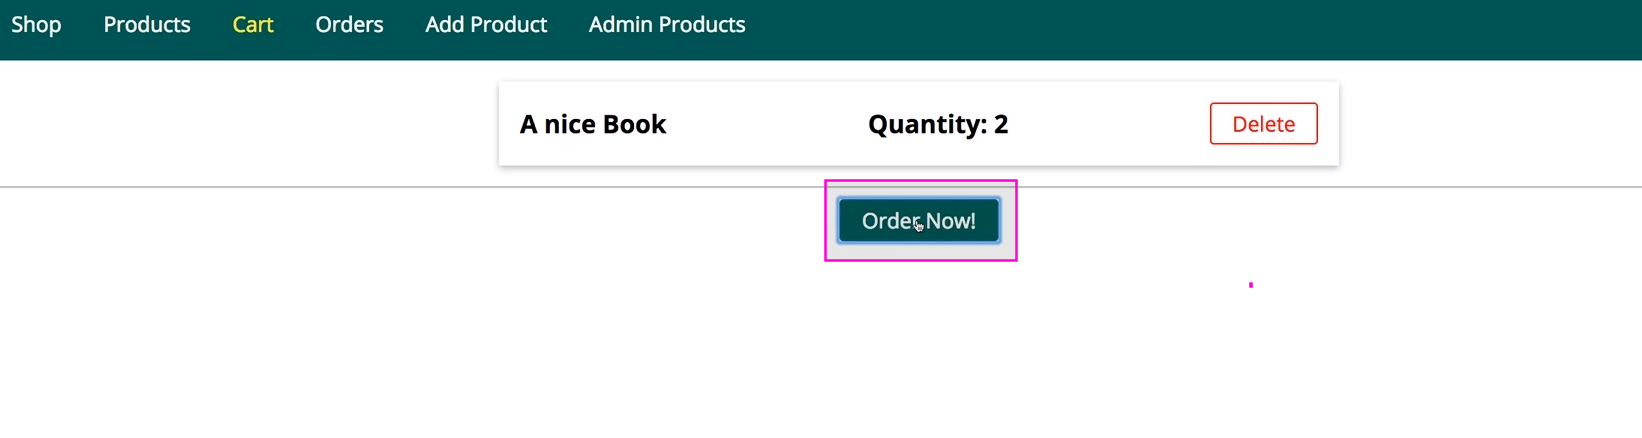 Shop Products Cart Orders Add Product Admin Products
A nice Book Quantity: 2 Delete
Order Now!